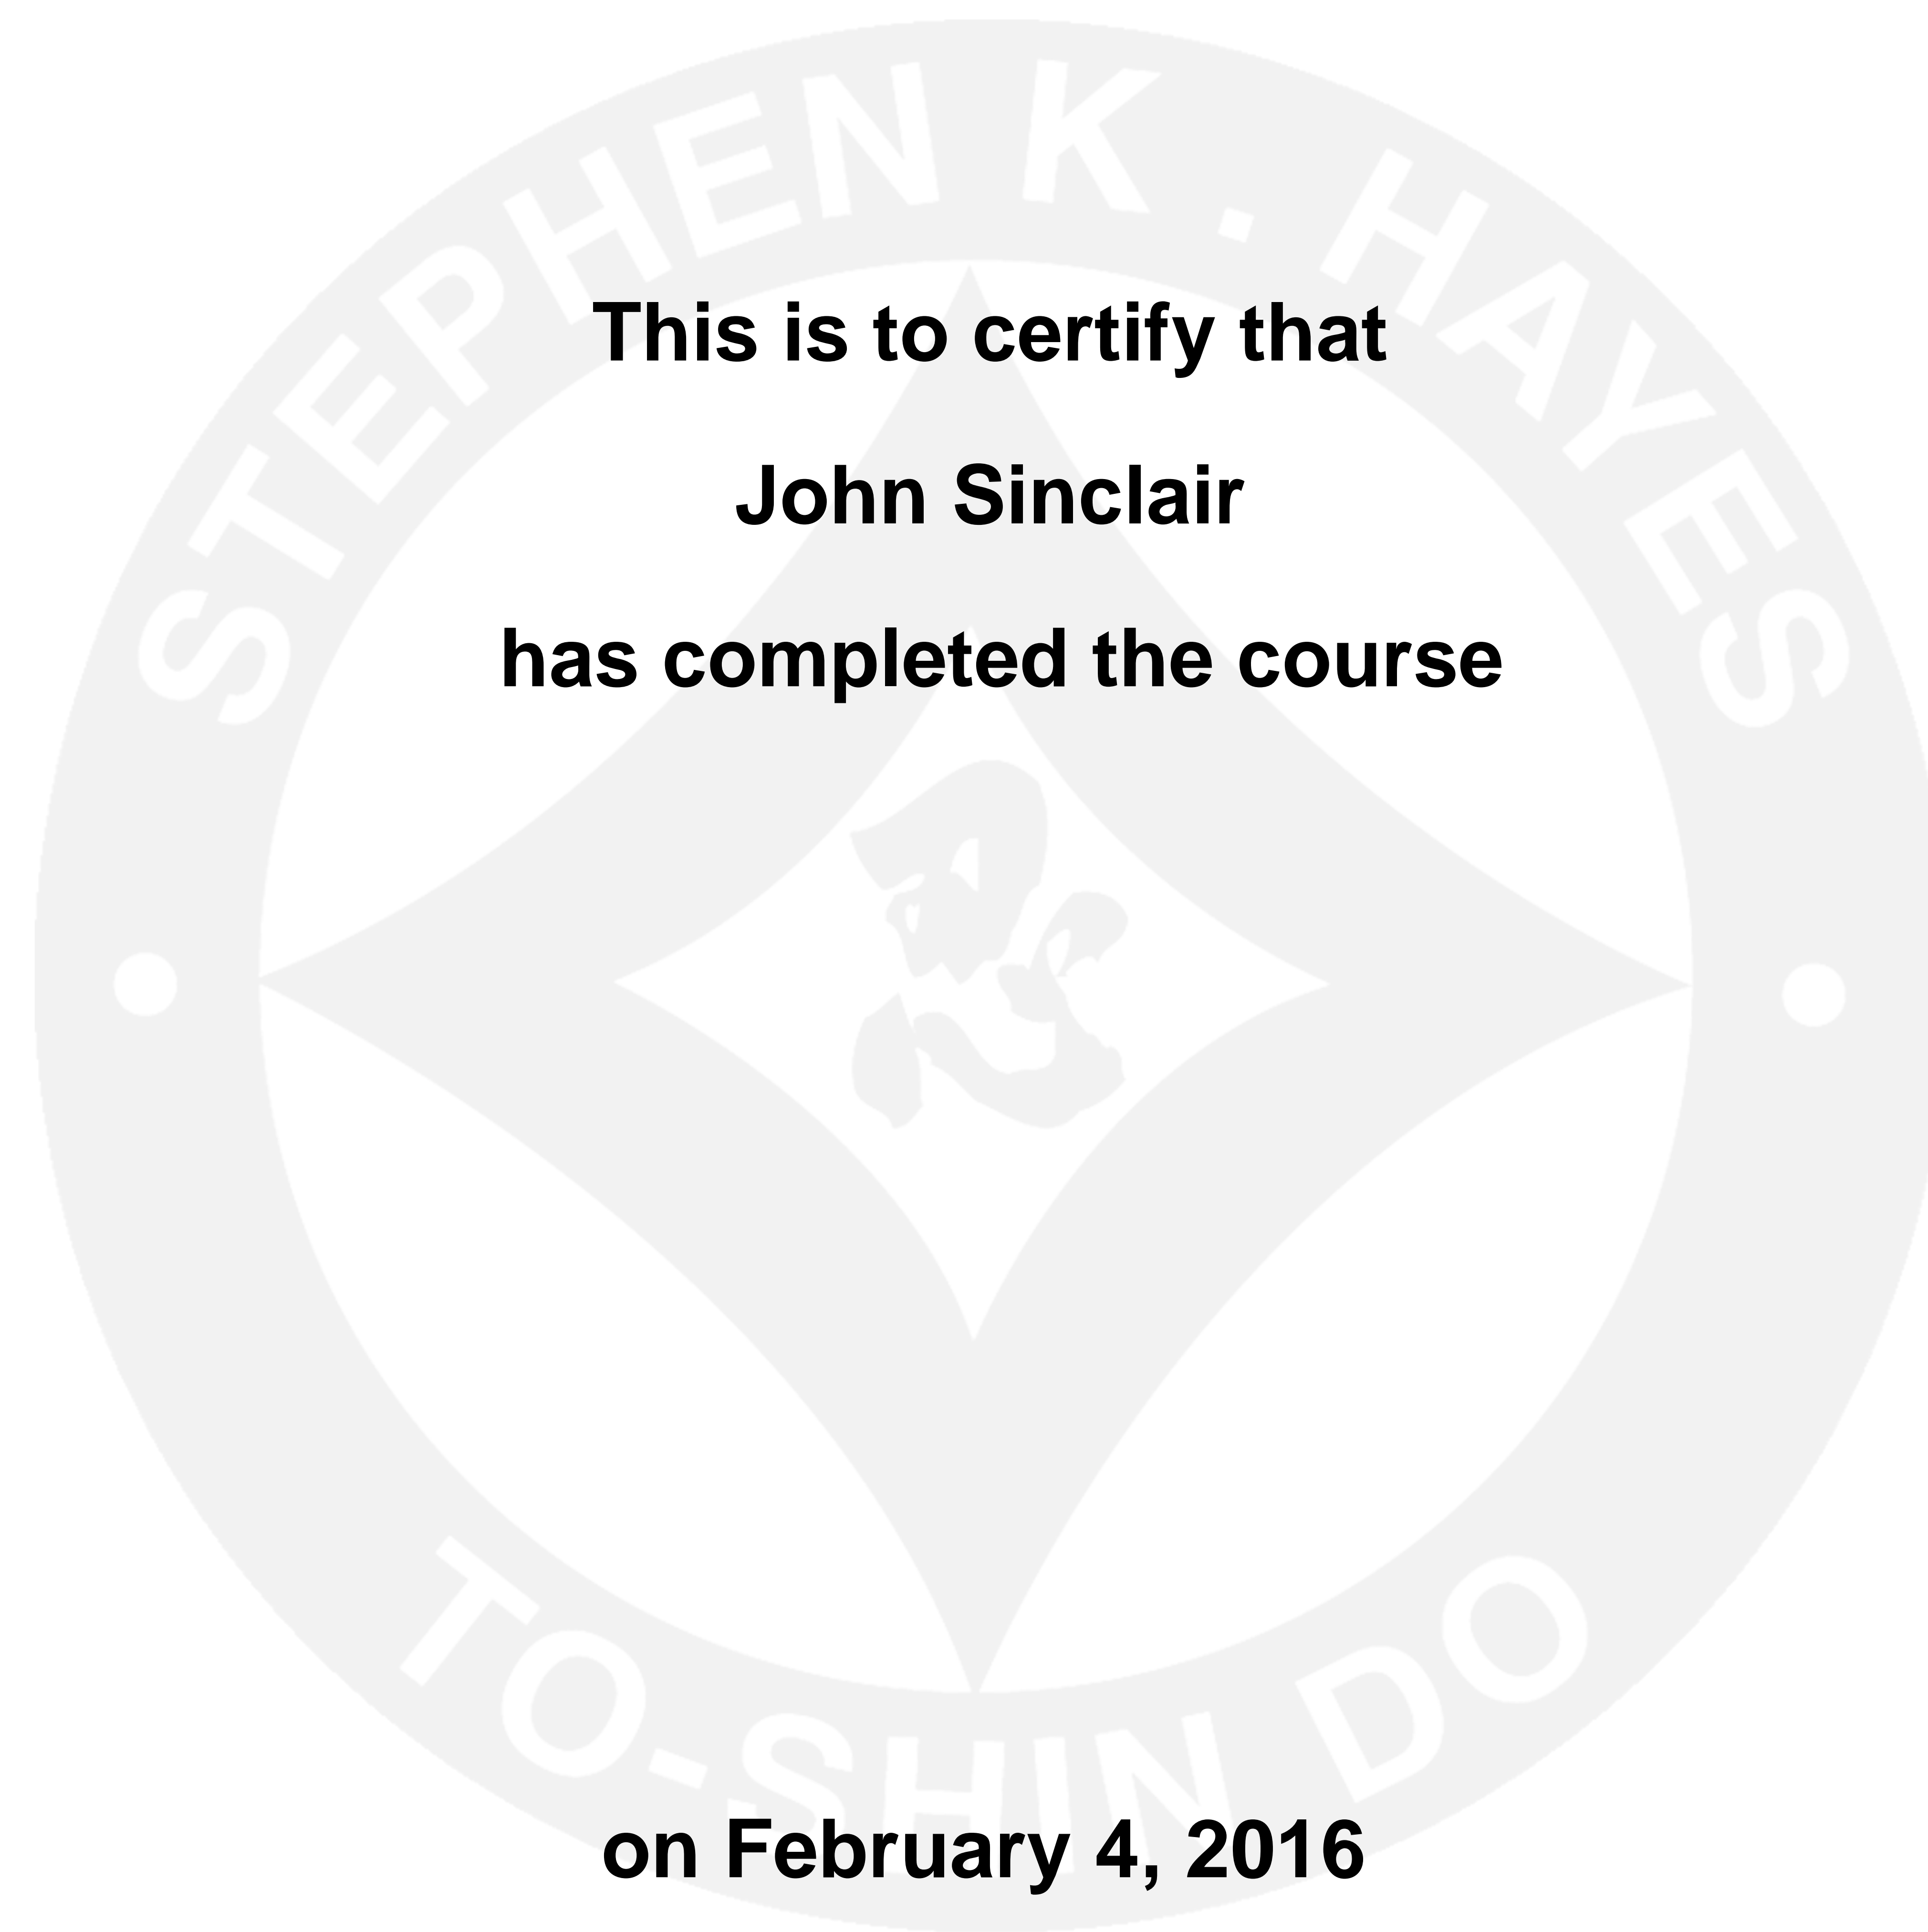 STEPHEN K. HAYES
This is to certify that
John Sinclair
has completed the course
忍
TO-SHIN DO
on February 4, 2016